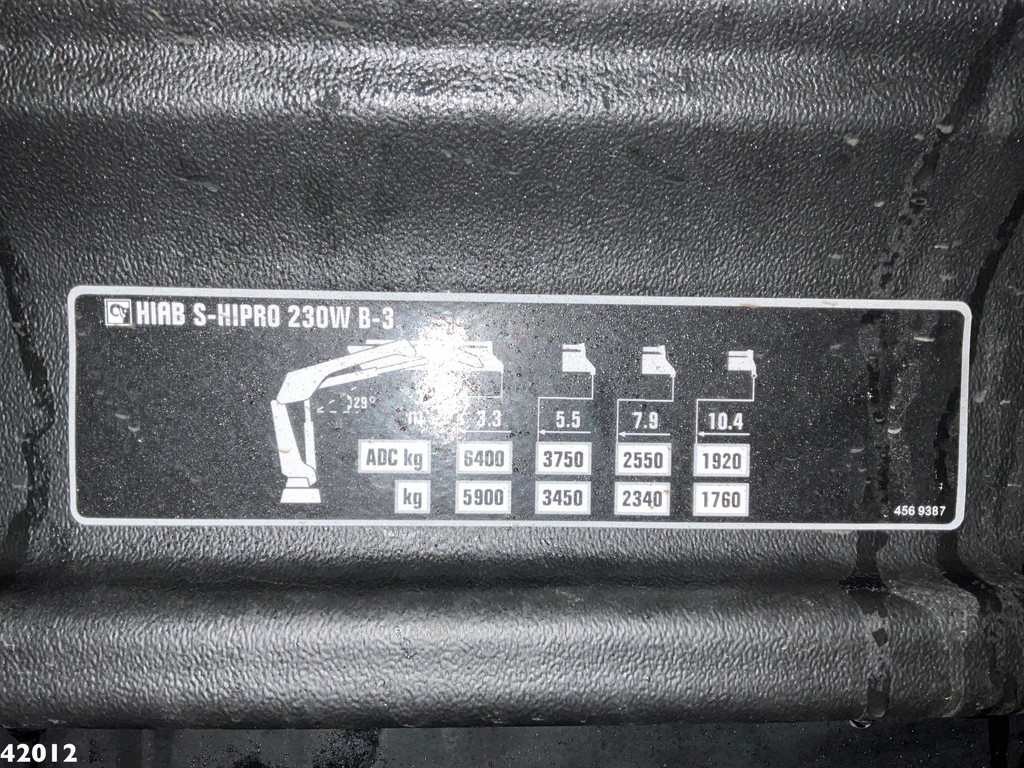 HIAB S-HIPRO 230W B-3
29°
m 3.3 5.5 7.9 10.4
ADC kg 6400 3750 2550 1920
kg 5900 3450 2340 1760
456 9387
42012